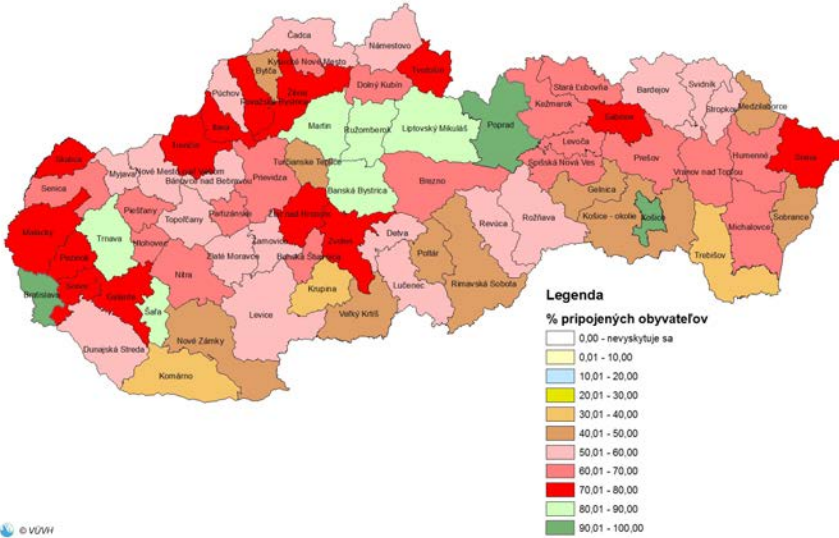 Čadca
Námestovo
Kysucké Nové Mesto
Bytča
Tvrdošín
Púchov
Považská Bystrica
Žilina
Dolný Kubín
Stará Ľubovňa
Kežmarok
Bardejov
Svidník
Stropkov
Medzilaborce
Ilava
Martin
Ružomberok
Liptovský Mikuláš
Poprad
Sabinov
Levoča
Trenčín
Turčianske Teplice
Spišská Nová Ves
Prešov
Humenné
Snina
Skalica
Myjava
Nové Mesto nad Váhom
Bánovce nad Bebravou
Prievidza
Banská Bystrica
Brezno
Vranov nad Topľou
Senica
Gelnica
Piešťany
Topoľčany
Partizánske
Žiar nad Hronom
Košice - okolie
Košice
Sobrance
Malacky
Trnava
Hlohovec
Zlaté Moravce
Žarnovica
Zvolen
Detva
Revúca
Rožňava
Michalovce
Pezinok
Banská Štiavnica
Poltár
Trebišov
Bratislava
Senec
Galanta
Nitra
Krupina
Lučenec
Rimavská Sobota
Šaľa
Levice
Veľký Krtíš
Dunajská Streda
Nové Zámky
Komárno
Legenda
% pripojených obyvateľov
0,00 - nevyskytuje sa
0,01 - 10,00
10,01 - 20,00
20,01 - 30,00
30,01 - 40,00
40,01 - 50,00
50,01 - 60,00
60,01 - 70,00
70,01 - 80,00
80,01 - 90,00
90,01 - 100,00
© VÚVH